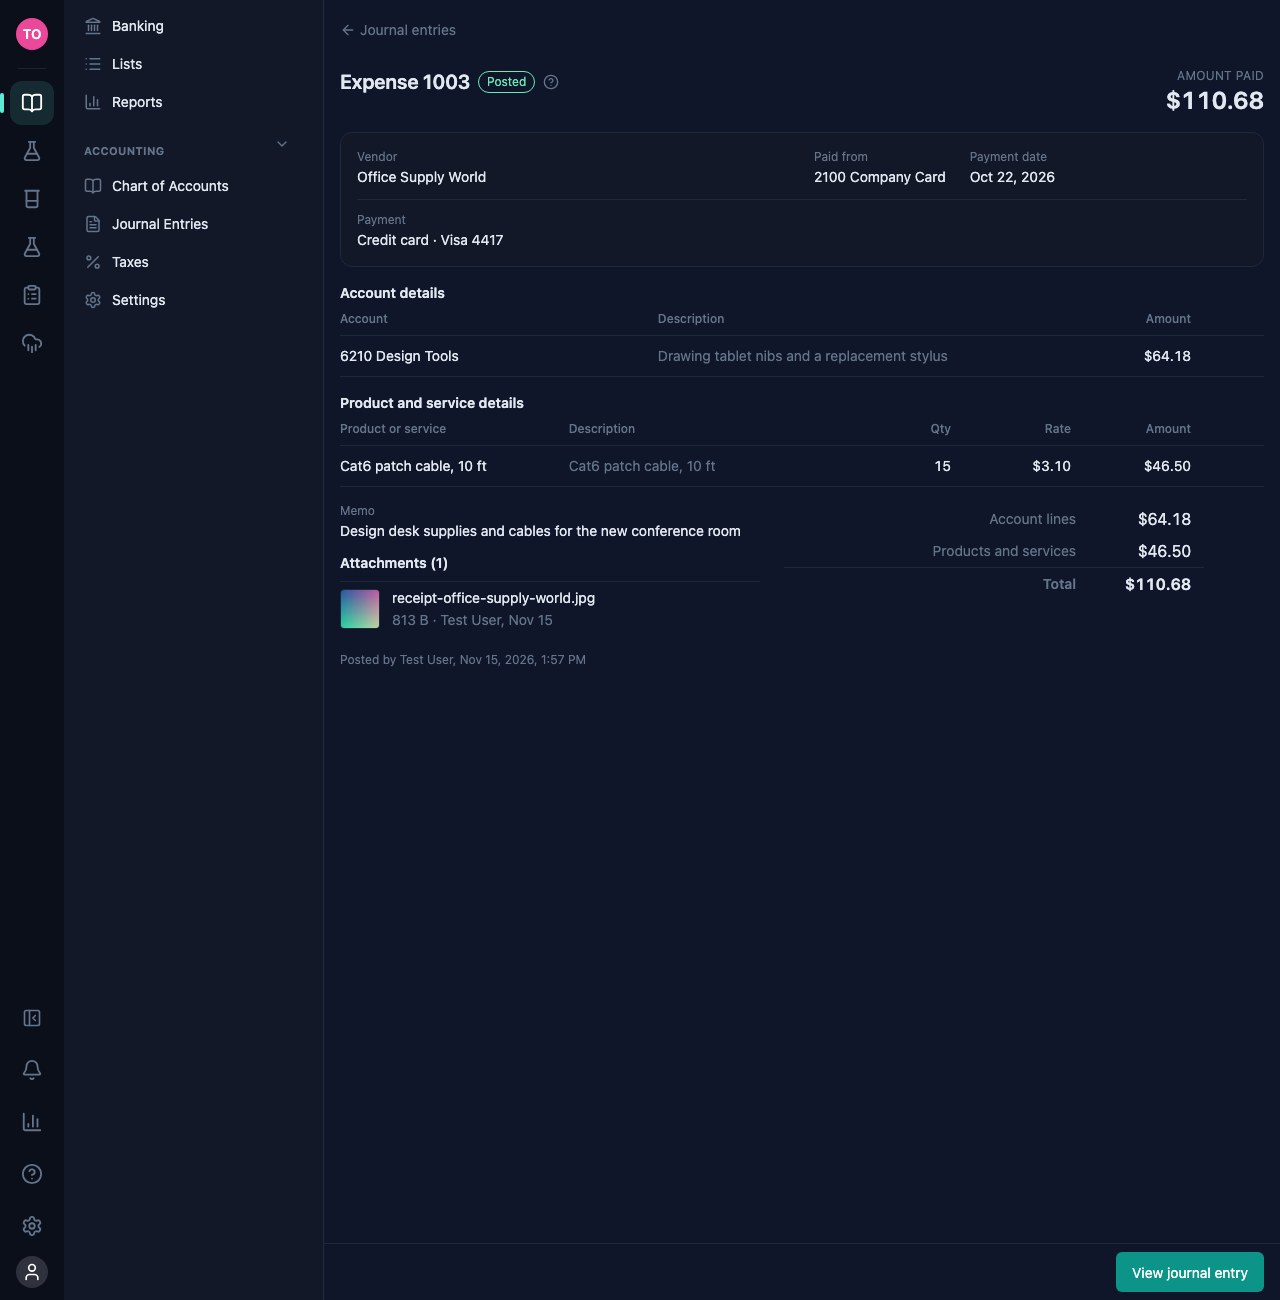 TO
Banking
Lists
Reports
ACCOUNTING
Chart of Accounts
Journal Entries
Taxes
Settings
Journal entries
Expense 1003 Posted
AMOUNT PAID
$110.68
Vendor Paid from Payment date
Office Supply World 2100 Company Card Oct 22, 2026
Payment
Credit card · Visa 4417
Account details
Account Description Amount
6210 Design Tools Drawing tablet nibs and a replacement stylus $64.18
Product and service details
Product or service Description Qty Rate Amount
Cat6 patch cable, 10 ft Cat6 patch cable, 10 ft 15 $3.10 $46.50
Memo
Design desk supplies and cables for the new conference room
Account lines $64.18
Products and services $46.50
Total $110.68
Attachments (1)
receipt-office-supply-world.jpg
813 B · Test User, Nov 15
Posted by Test User, Nov 15, 2026, 1:57 PM
View journal entry